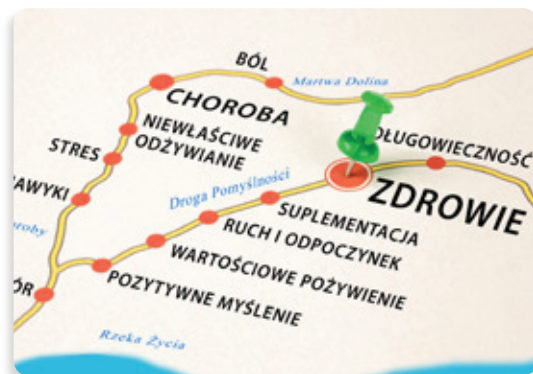 BÓL
Martwa Dolina
CHOROBA
NIEWŁAŚCIWE
ODŻYWIANIE
STRES
DŁUGOWIECZNOŚĆ
ZDROWIE
Droga Pomyślności
SUPLEMENTACJA
RUCH I ODPOCZYNEK
WARTOŚCIOWE POŻYWIENIE
POZYTYWNE MYŚLENIE
Rzeka Życia